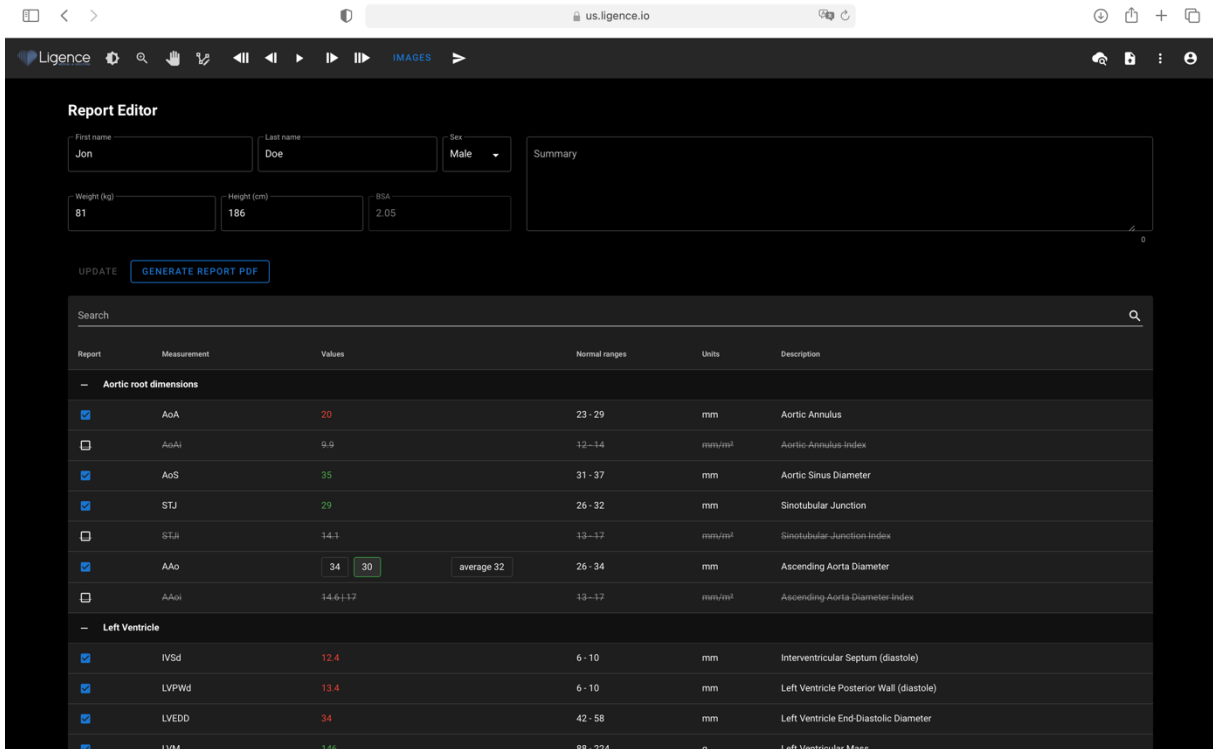 us.ligence.io
Ligence IMAGES
Report Editor
First name Last name Sex
Jon Doe Male Summary
Weight (kg) Height (cm) BSA
81 186 2.05
0
UPDATE GENERATE REPORT PDF
Search
Report Measurement Values Normal ranges Units Description
– Aortic root dimensions
AoA 20 23 - 29 mm Aortic Annulus
AoAi 9.9 12 - 14 mm/m² Aortic Annulus Index
AoS 35 31 - 37 mm Aortic Sinus Diameter
STJ 29 26 - 32 mm Sinotubular Junction
STJi 14.1 13 - 17 mm/m² Sinotubular Junction Index
AAo 34 30 average 32 26 - 34 mm Ascending Aorta Diameter
AAoi 14.6 | 17 13 - 17 mm/m² Ascending Aorta Diameter Index
– Left Ventricle
IVSd 12.4 6 - 10 mm Interventricular Septum (diastole)
LVPWd 13.4 6 - 10 mm Left Ventricle Posterior Wall (diastole)
LVEDD 34 42 - 58 mm Left Ventricle End-Diastolic Diameter
LVM 146 88 - 224 g Left Ventricular Mass